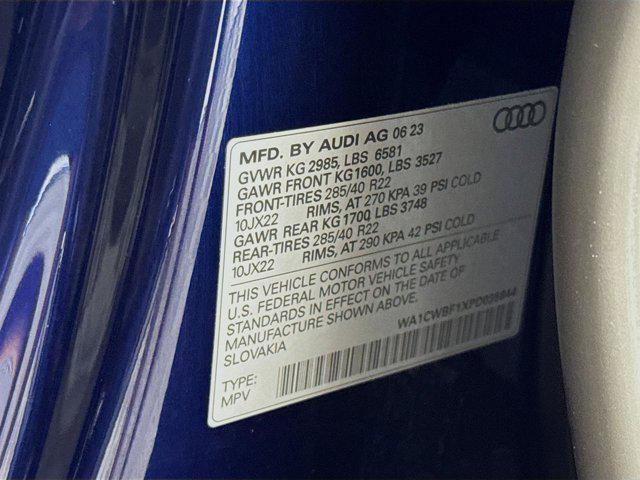 MFD. BY AUDI AG 06 23
GVWR KG 2985, LBS 6581
GAWR FRONT KG1600, LBS 3527
FRONT-TIRES 285/40 R22
10JX22 RIMS, AT 270 KPA 39 PSI COLD
GAWR REAR KG 1700 LBS 3748
REAR-TIRES 285/40 R22
10JX22 RIMS, AT 290 KPA 42 PSI COLD
THIS VEHICLE CONFORMS TO ALL APPLICABLE
U.S. FEDERAL MOTOR VEHICLE SAFETY
STANDARDS IN EFFECT ON THE DATE OF
MANUFACTURE SHOWN ABOVE.
SLOVAKIA
TYPE:
MPV